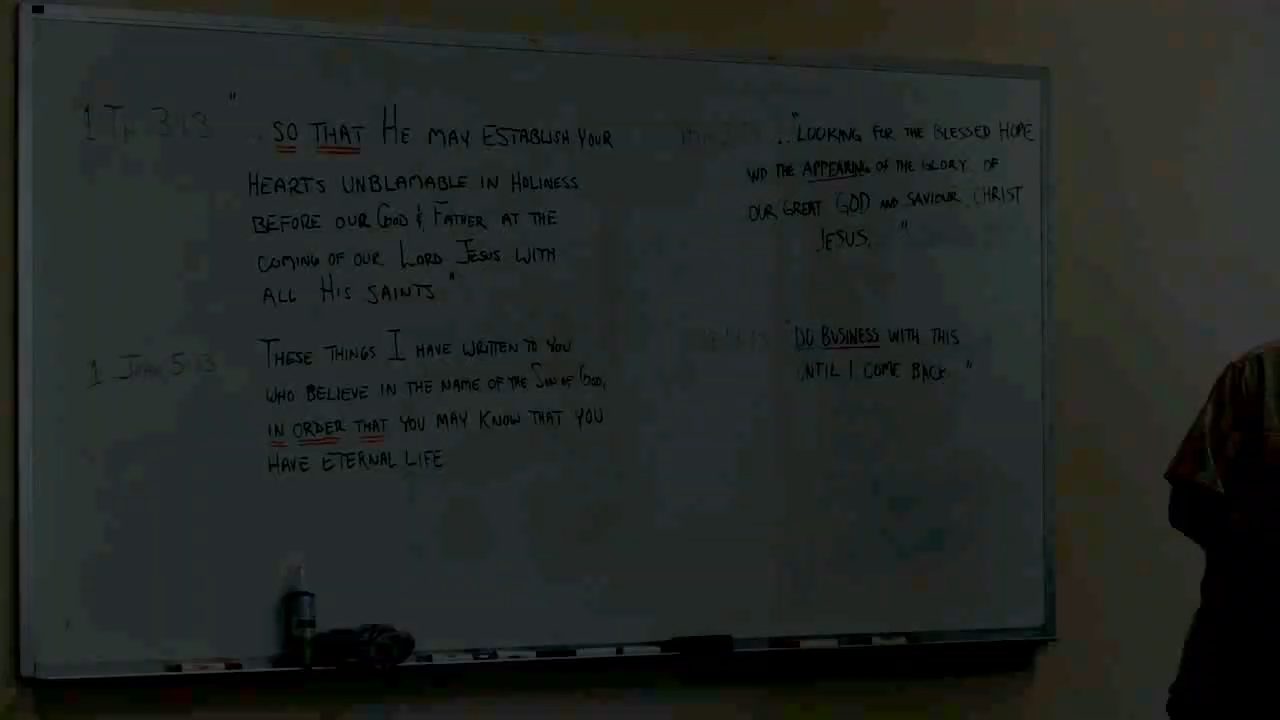 1 TH 3:13 " ..SO THAT HE MAY ESTABLISH YOUR
HEARTS UNBLAMABLE IN HOLINESS
BEFORE OUR GOD & FATHER AT THE
COMING OF OUR LORD JESUS WITH
ALL HIS SAINTS "
1 JOHN 5:13 THESE THINGS I HAVE WRITTEN TO YOU
WHO BELIEVE IN THE NAME OF THE SON OF GOD,
IN ORDER THAT YOU MAY KNOW THAT YOU
HAVE ETERNAL LIFE
.. "LOOKING FOR THE BLESSED HOPE
THE APPEARING OF THE GLORY OF
OUR GREAT GOD AND SAVIOUR, CHRIST
JESUS. "
"DO BUSINESS WITH THIS
UNTIL I COME BACK "